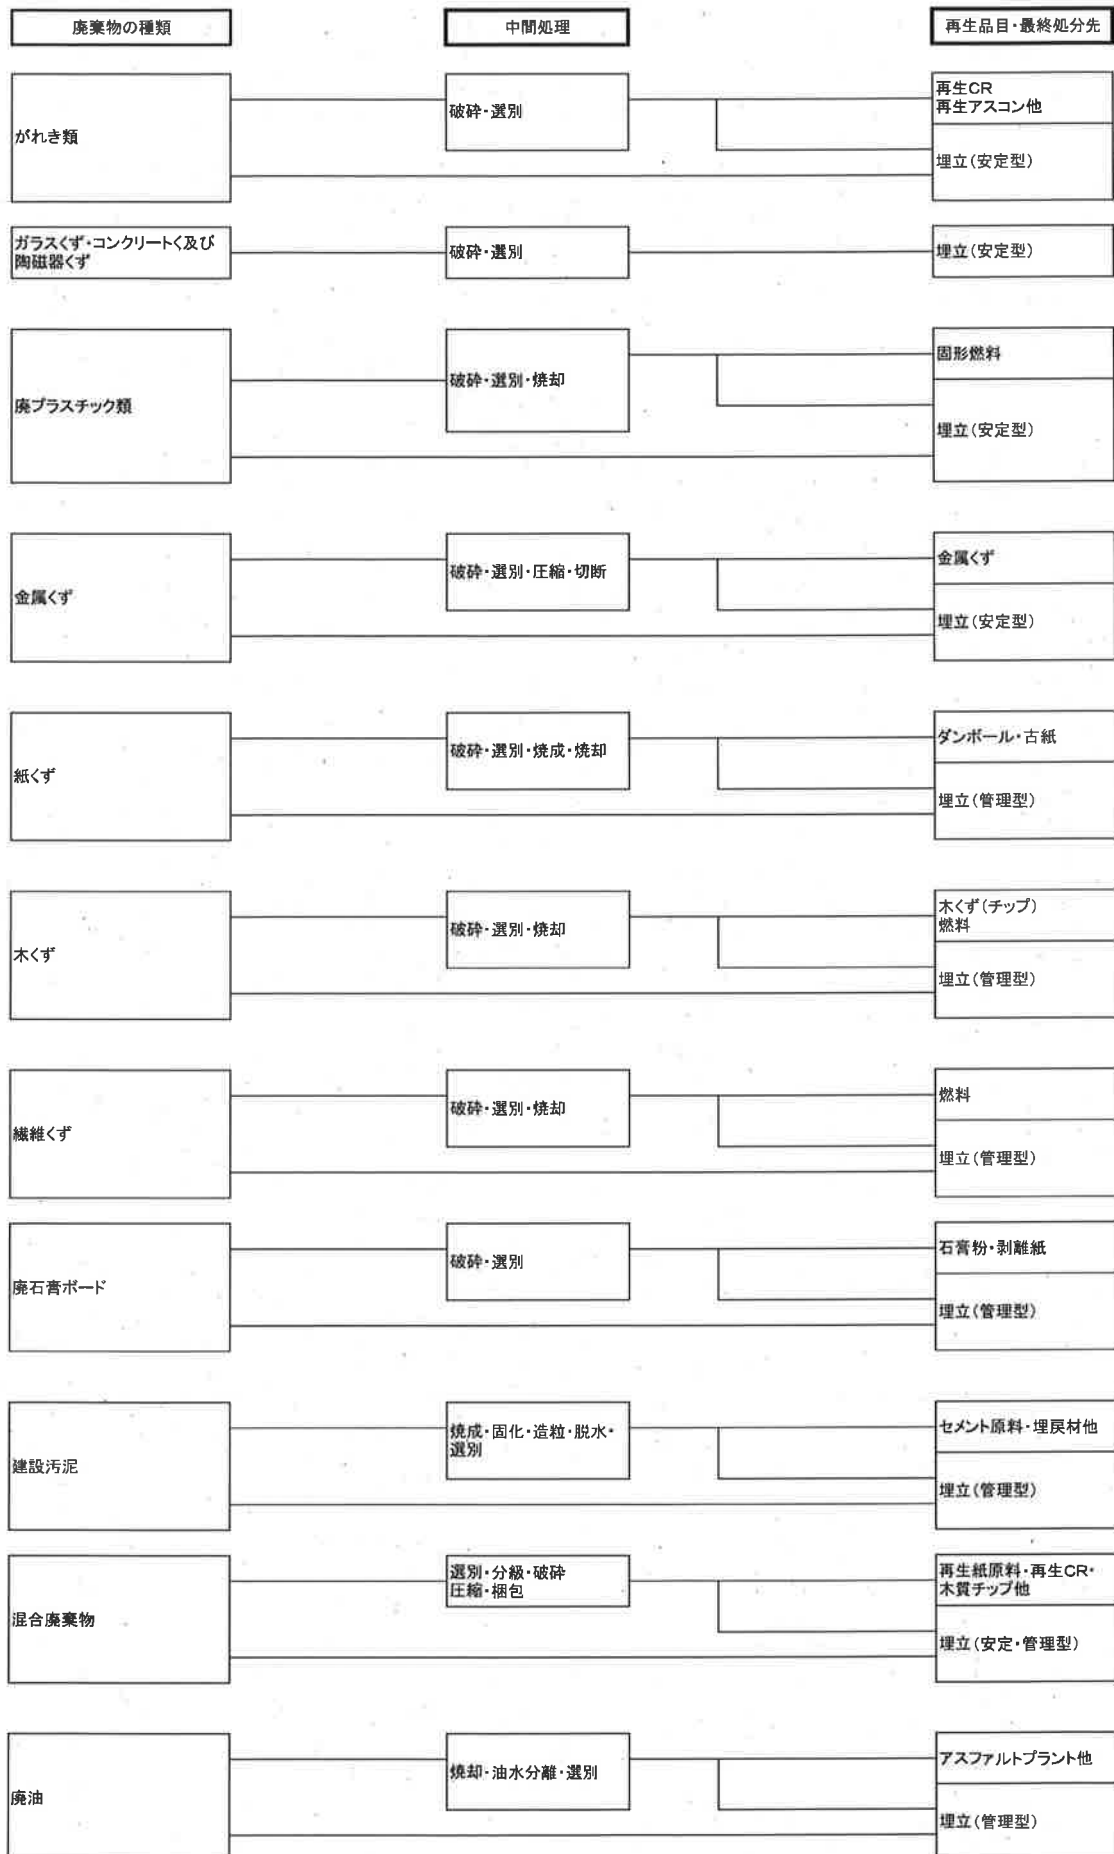 廃棄物の種類
中間処理
再生品目・最終処分先
がれき類
破砕・選別
再生CR
再生アスコン他
埋立(安定型)
ガラスくず・コンクリートく及び
陶磁器くず
破砕・選別
埋立(安定型)
廃プラスチック類
破砕・選別・焼却
固形燃料
埋立(安定型)
金属くず
破砕・選別・圧縮・切断
金属くず
埋立(安定型)
紙くず
破砕・選別・焼成・焼却
ダンボール・古紙
埋立(管理型)
木くず
破砕・選別・焼却
木くず(チップ)
燃料
埋立(管理型)
繊維くず
破砕・選別・焼却
燃料
埋立(管理型)
廃石膏ボード
破砕・選別
石膏粉・剥離紙
埋立(管理型)
建設汚泥
焼成・固化・造粒・脱水・
選別
セメント原料・埋戻材他
埋立(管理型)
混合廃棄物
選別・分級・破砕
圧縮・梱包
再生紙原料・再生CR・
木質チップ他
埋立(安定・管理型)
廃油
焼却・油水分離・選別
アスファルトプラント他
埋立(管理型)